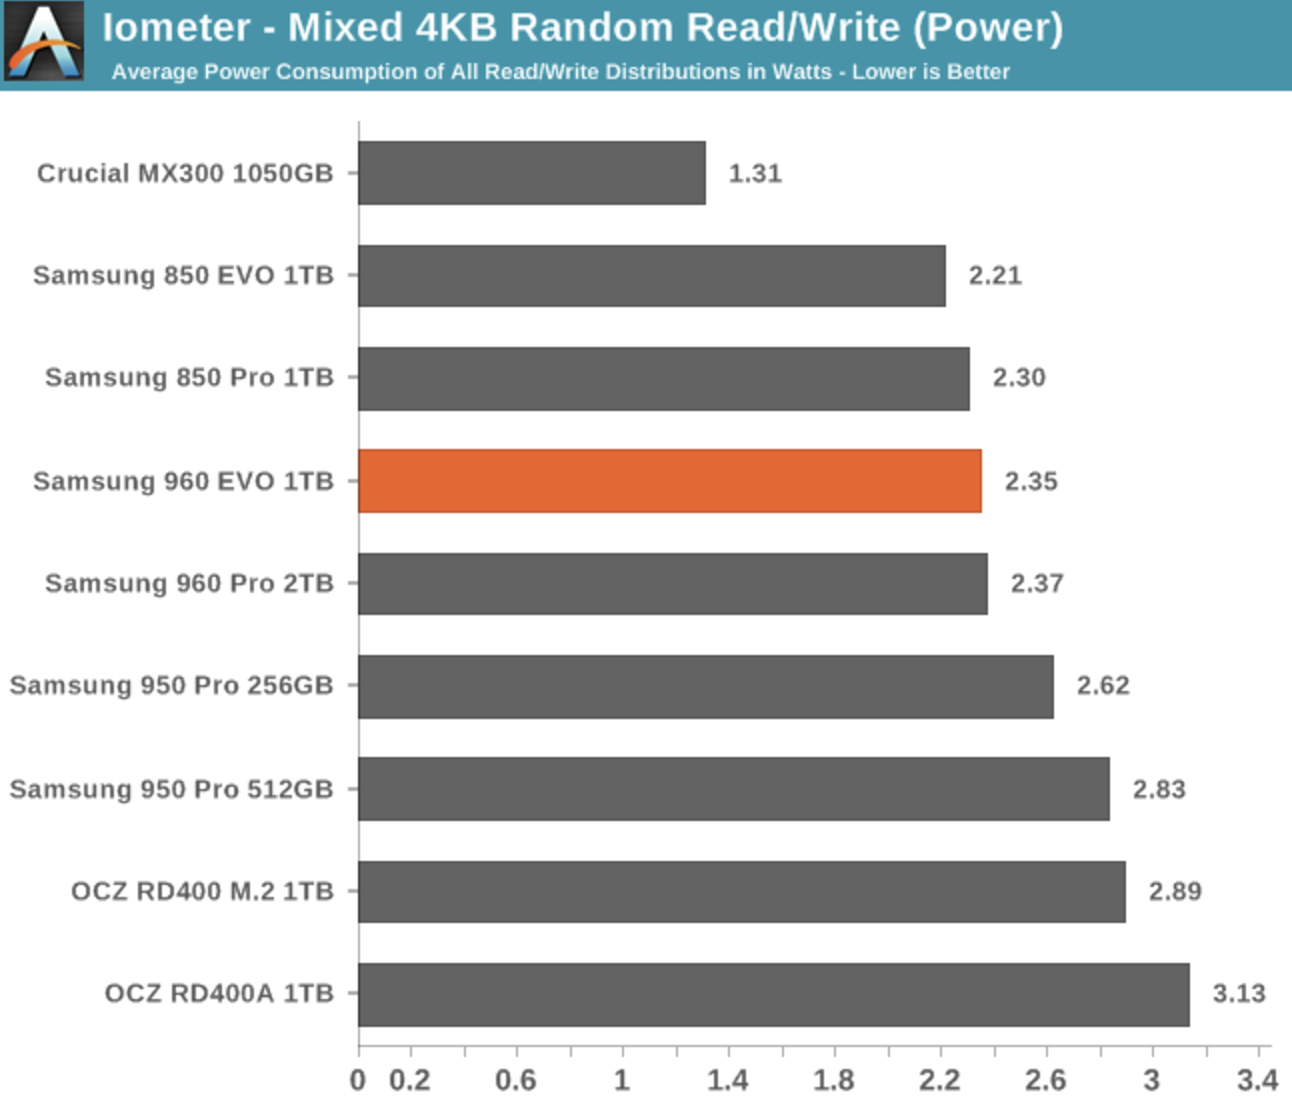 Iometer - Mixed 4KB Random Read/Write (Power)
Average Power Consumption of All Read/Write Distributions in Watts - Lower is Better
Crucial MX300 1050GB 1.31
Samsung 850 EVO 1TB 2.21
Samsung 850 Pro 1TB 2.30
Samsung 960 EVO 1TB 2.35
Samsung 960 Pro 2TB 2.37
Samsung 950 Pro 256GB 2.62
Samsung 950 Pro 512GB 2.83
OCZ RD400 M.2 1TB 2.89
OCZ RD400A 1TB 3.13
0 0.2 0.6 1 1.4 1.8 2.2 2.6 3 3.4